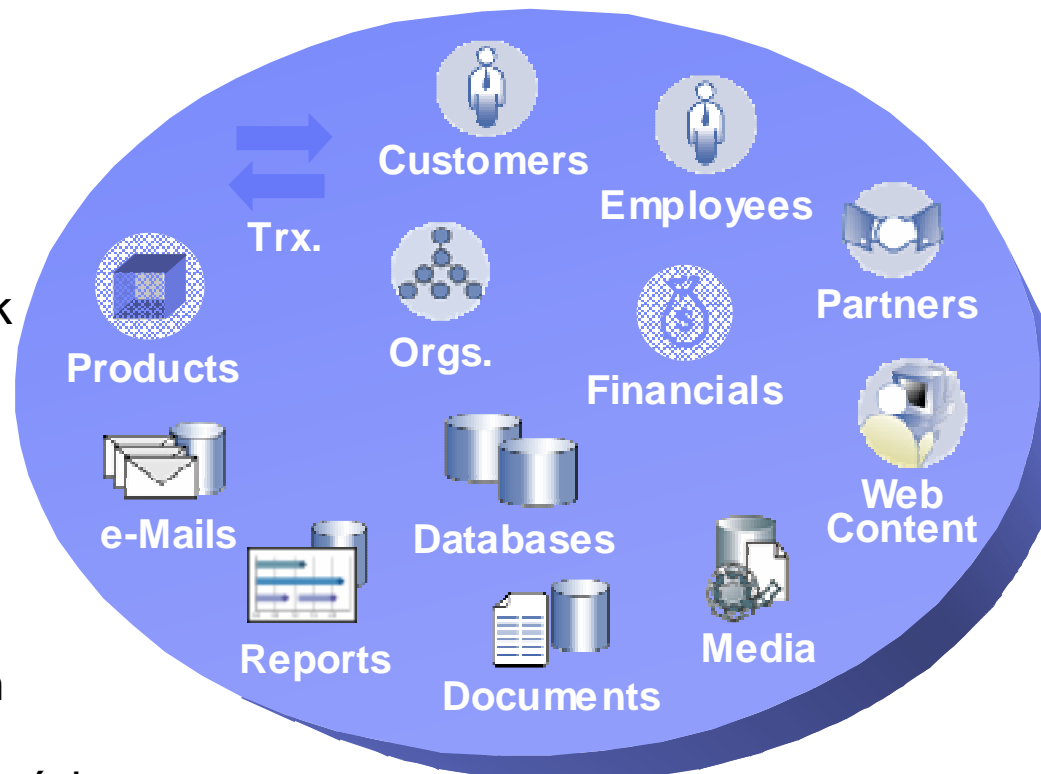 Customers
Employees
Trx.
Partners
k
Orgs.
Products
Financials
Web
Content
e-Mails
Databases
Reports
Media
Documents